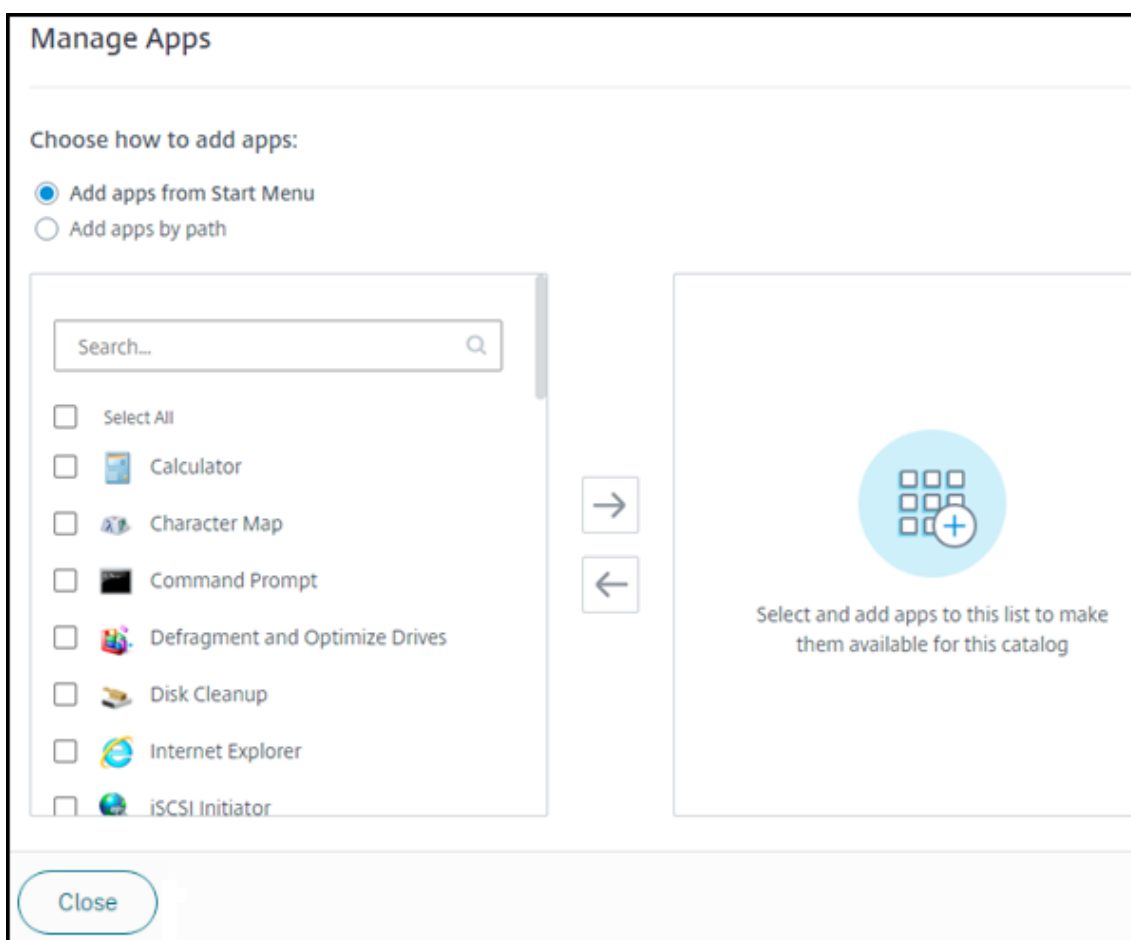 Manage Apps
Choose how to add apps:
Add apps from Start Menu
Add apps by path
Search...
Select All
Calculator
Character Map
Command Prompt
Defragment and Optimize Drives
Disk Cleanup
Internet Explorer
iSCSI Initiator
Select and add apps to this list to make
them available for this catalog
Close